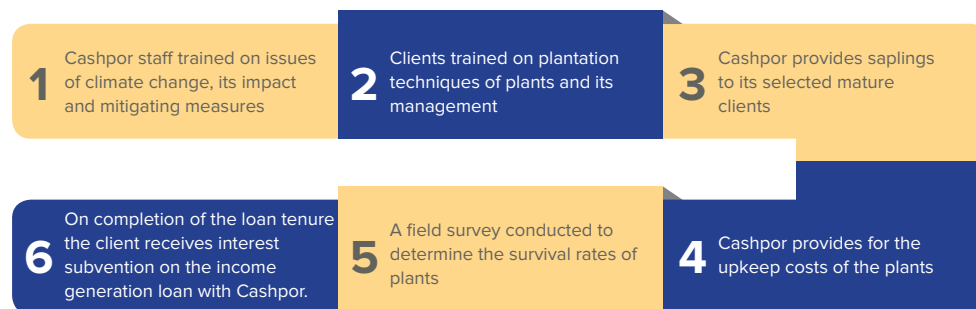 1
Cashpor staff trained on issues
of climate change, its impact
and mitigating measures
2
Clients trained on plantation
techniques of plants and its
management
3
Cashpor provides saplings
to its selected mature
clients
4
Cashpor provides for the
upkeep costs of the plants
5
A field survey conducted to
determine the survival rates of
plants
6
On completion of the loan tenure
the client receives interest
subvention on the income
generation loan with Cashpor.